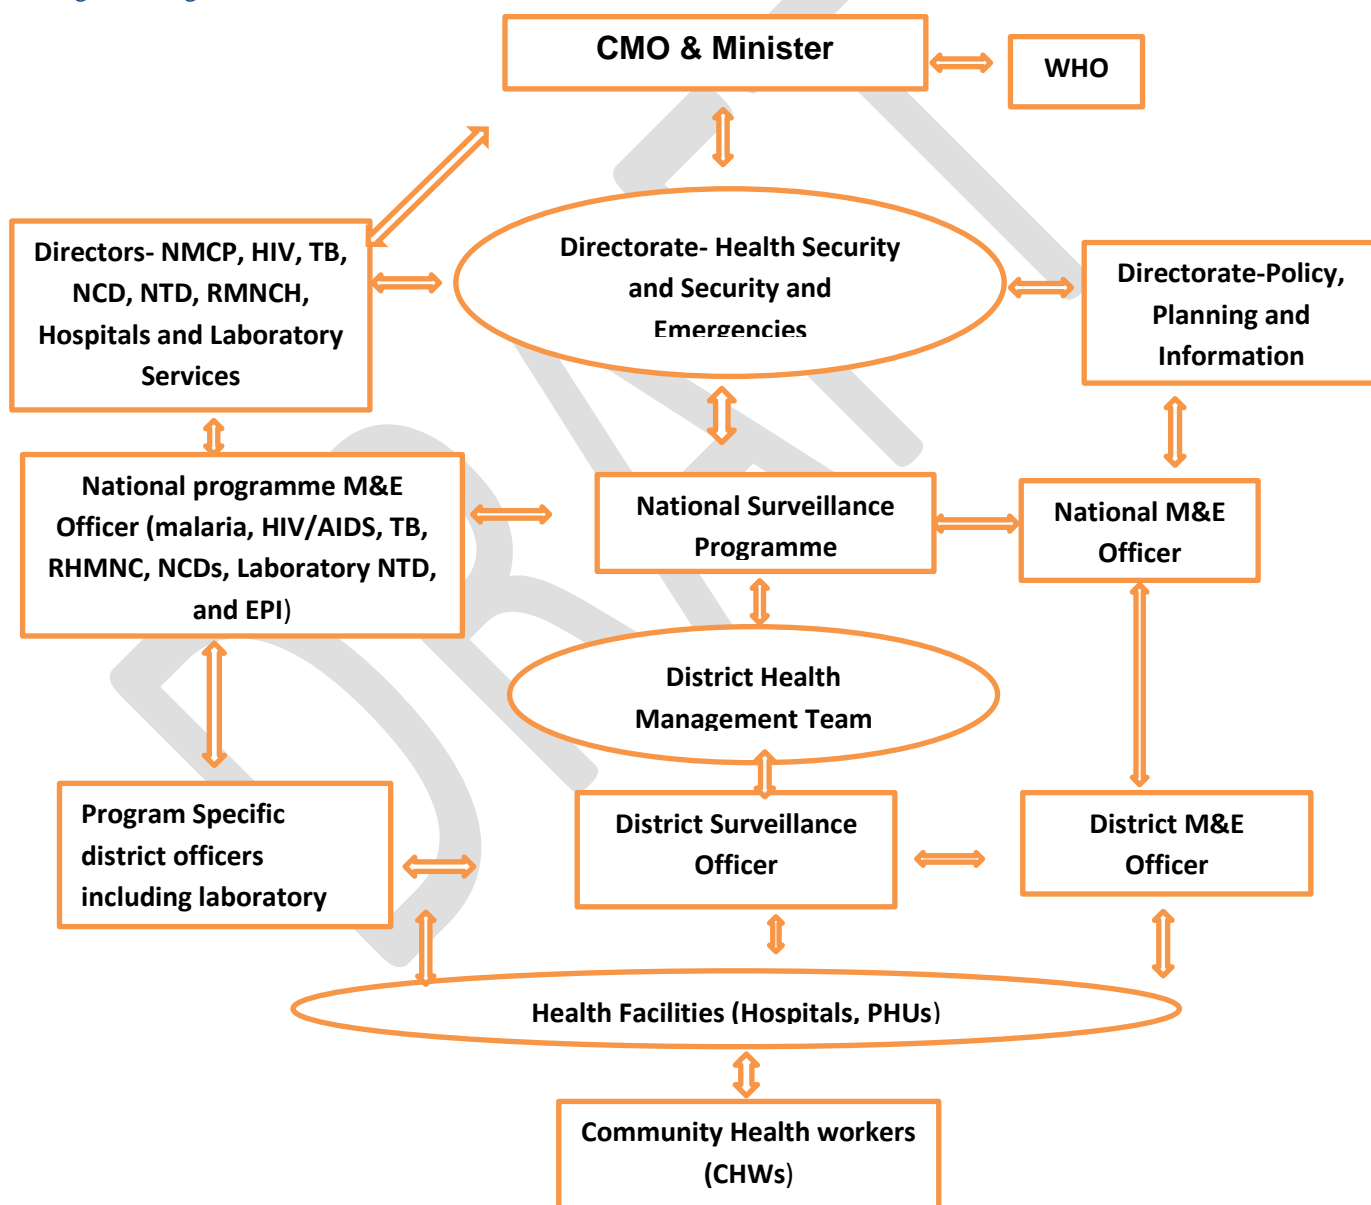 CMO & Minister
WHO
Directors- NMCP, HIV, TB,
NCD, NTD, RMNCH,
Hospitals and Laboratory
Services
Directorate- Health Security
and Security and
Emergencies
Directorate-Policy,
Planning and
Information
National programme M&E
Officer (malaria, HIV/AIDS, TB,
RHMNC, NCDs, Laboratory NTD,
and EPI)
National Surveillance
Programme
National M&E
Officer
District Health
Management Team
Program Specific
district officers
including laboratory
District Surveillance
Officer
District M&E
Officer
Health Facilities (Hospitals, PHUs)
Community Health workers
(CHWs)